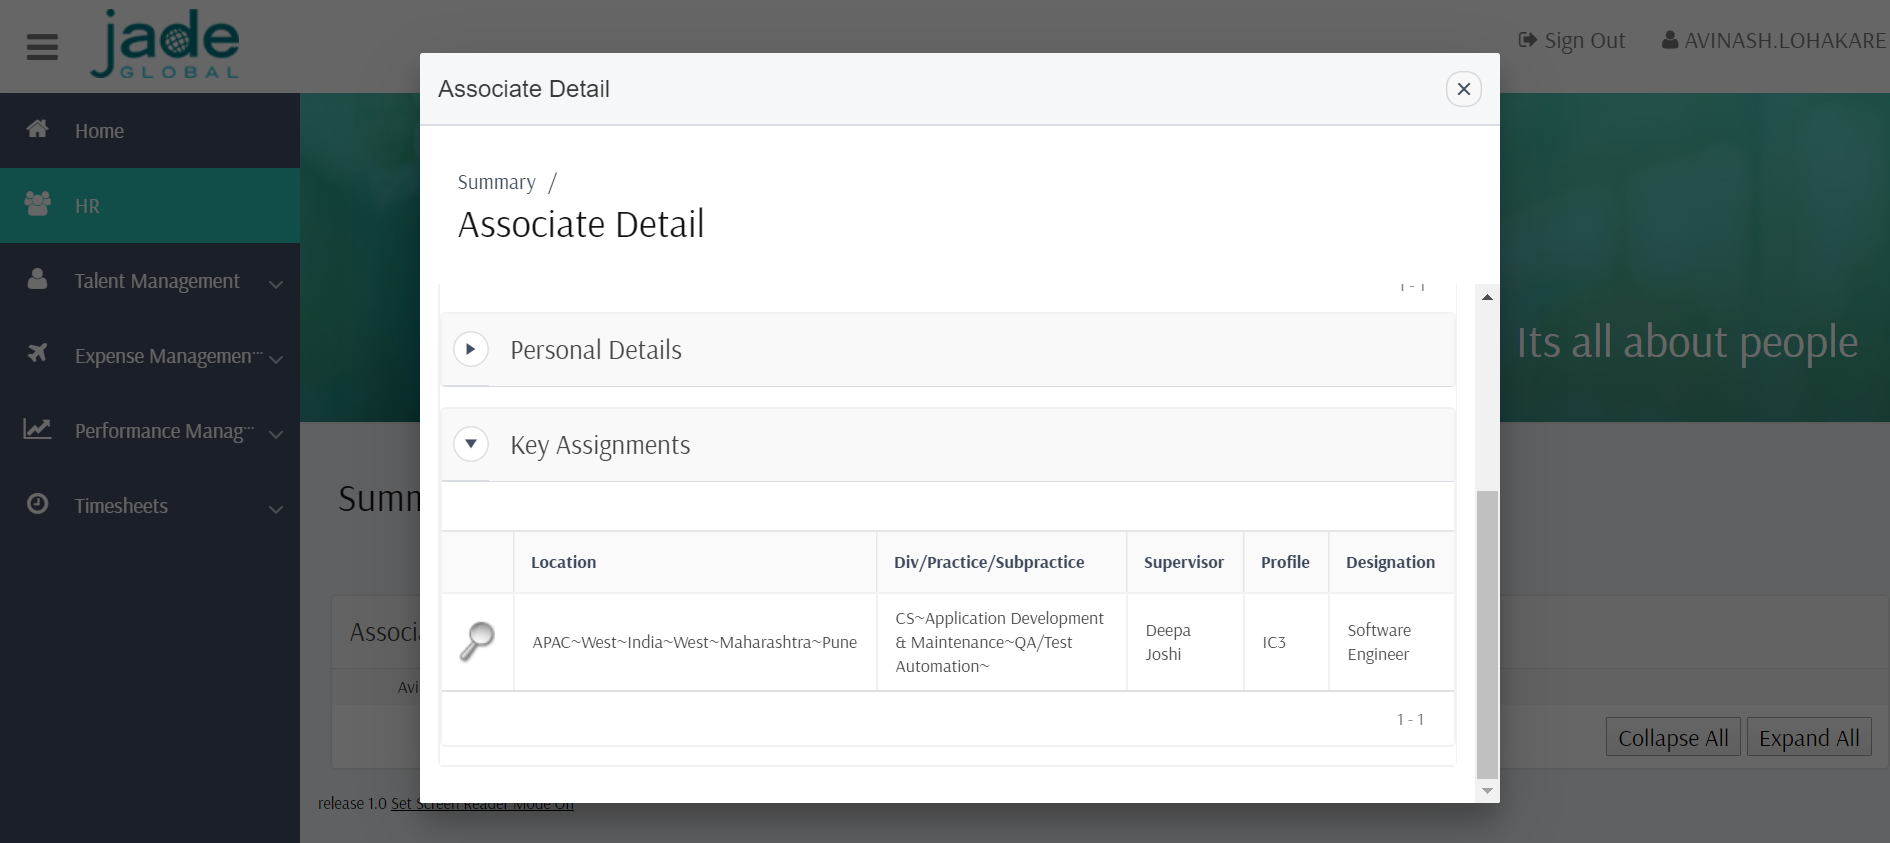 jade
GLOBAL
Sign Out
AVINASH.LOHAKARE
Home
HR
Talent Management
Expense Managemen...
Performance Manag...
Timesheets
Its all about people
Associate Detail
Summary /
Associate Detail
1 - 1
Personal Details
Key Assignments
Location
Div/Practice/Subpractice
Supervisor
Profile
Designation
APAC~West~India~West~Maharashtra~Pune
CS~Application Development
& Maintenance~QA/Test
Automation~
Deepa
Joshi
IC3
Software
Engineer
1 - 1
Summ
Associ
Avi
Collapse All
Expand All
release 1.0 Set Screen Reader Mode On